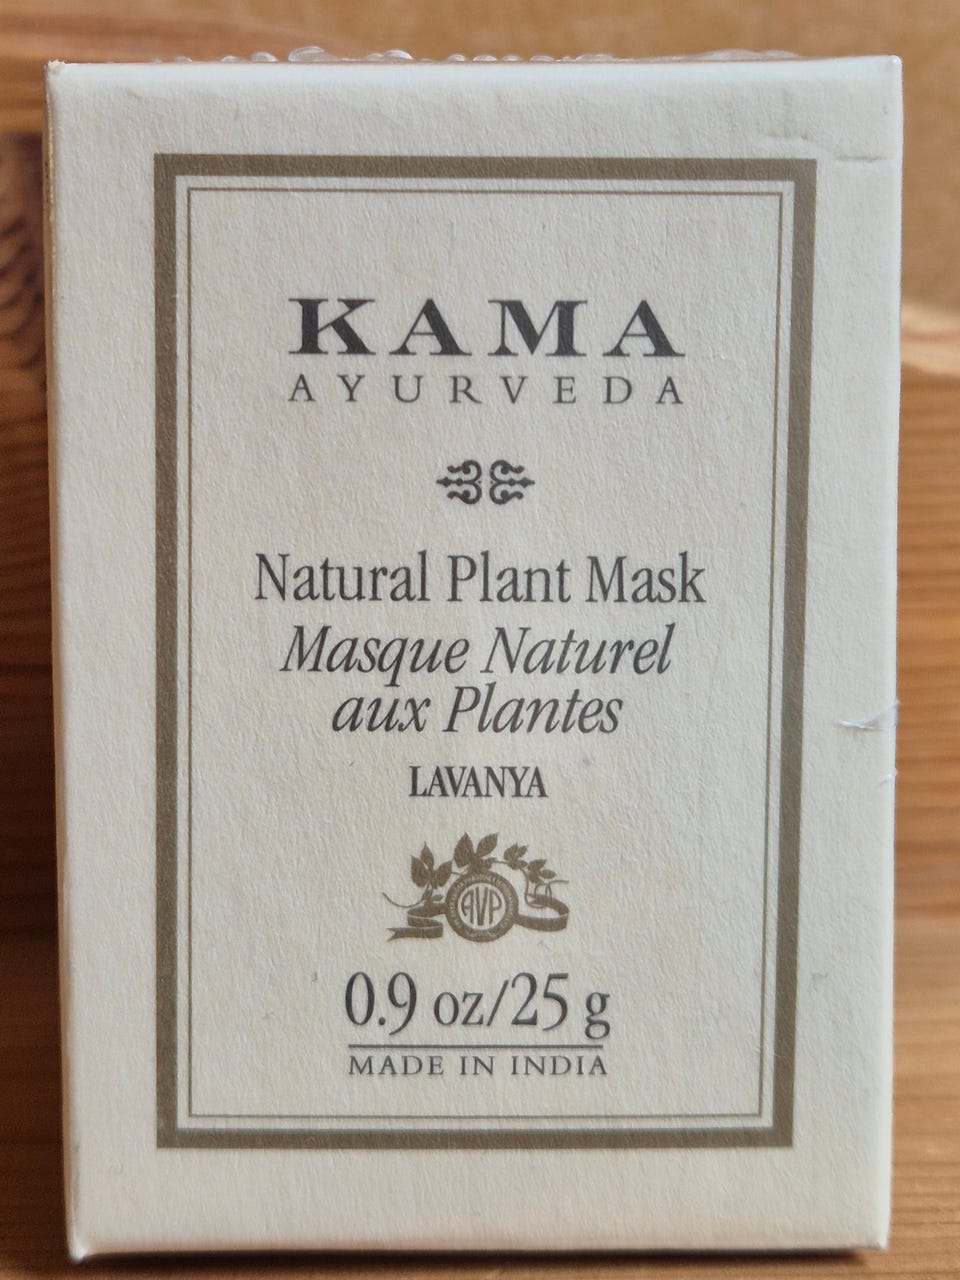 KAMA
AYURVEDA
Natural Plant Mask
Masque Naturel
aux Plantes
LAVANYA
AVP
0.9 oz/25 g
MADE IN INDIA